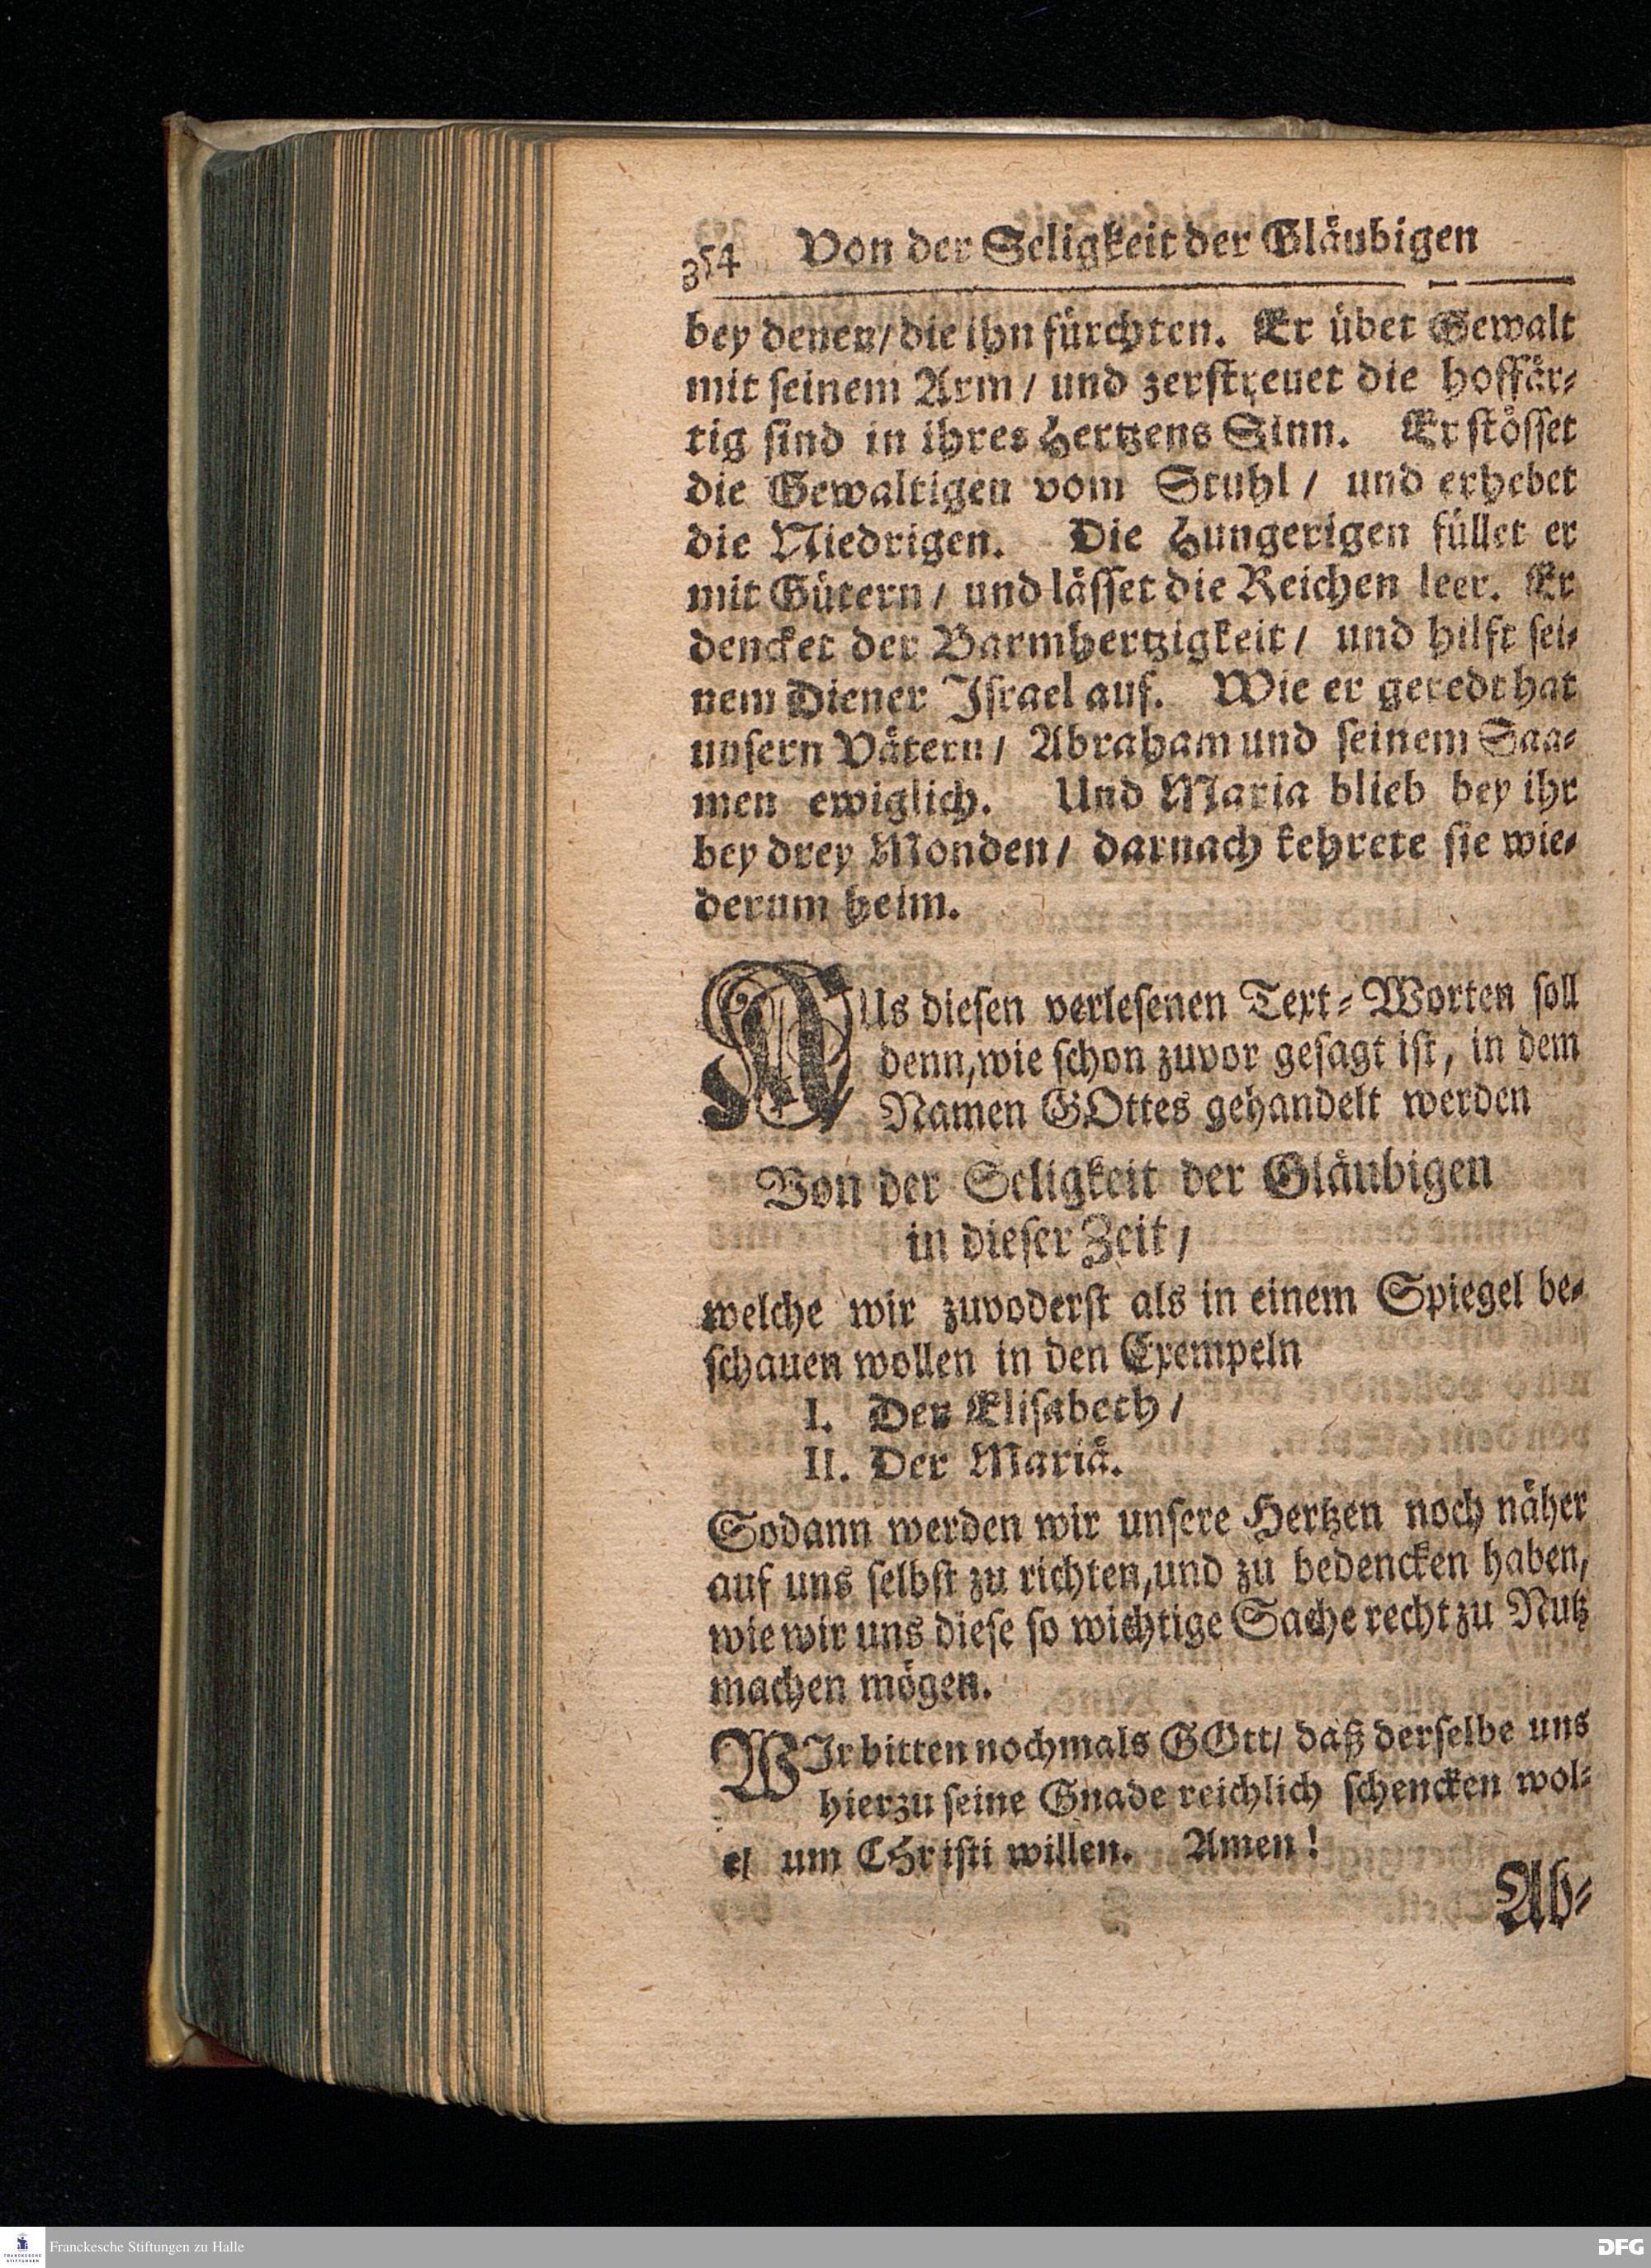 354 Von der Seligkeit der Gläubigen
bey denen/ die ihn fürchten. Er übet Gewalt
mit seinem Arm / und zerstreuet die hoffär-
tig sind in ihres Hertzens Sinn. Er stösset
die Gewaltigen vom Stuhl / und erhebet
die Niedrigen. Die Hungerigen füllet er
mit Gütern / und lässet die Reichen leer. Er
dencket der Barmhertzigkeit / und hilft sei-
nem Diener Israel auf. Wie er geredt hat
unsern Vätern / Abraham und seinem Saa-
men ewiglich. Und Maria blieb bey ihr
bey drey Monden / darnach kehrete sie wie-
derum heim.
AUs diesen verlesenen Text-Worten soll
denn, wie schon zuvor gesagt ist, in dem
Namen GOttes gehandelt werden
Von der Seligkeit der Gläubigen
in dieser Zeit /
welche wir zuvoderst als in einem Spiegel be-
schauen wollen in den Exempeln
I. Der Elisabeth /
II. Der Mariä.
Sodann werden wir unsere Hertzen noch näher
auf uns selbst zu richten, und zu bedencken haben,
wie wir uns diese so wichtige Sache recht zu Nutz
machen mögen.
WIr bitten nochmals GOtt/ daß derselbe uns
hierzu seine Gnade reichlich schencken wol-
e/ um CHristi willen. Amen !
Ab-
FRANCKESCHE
STIFTUNGEN
Franckesche Stiftungen zu Halle
DFG